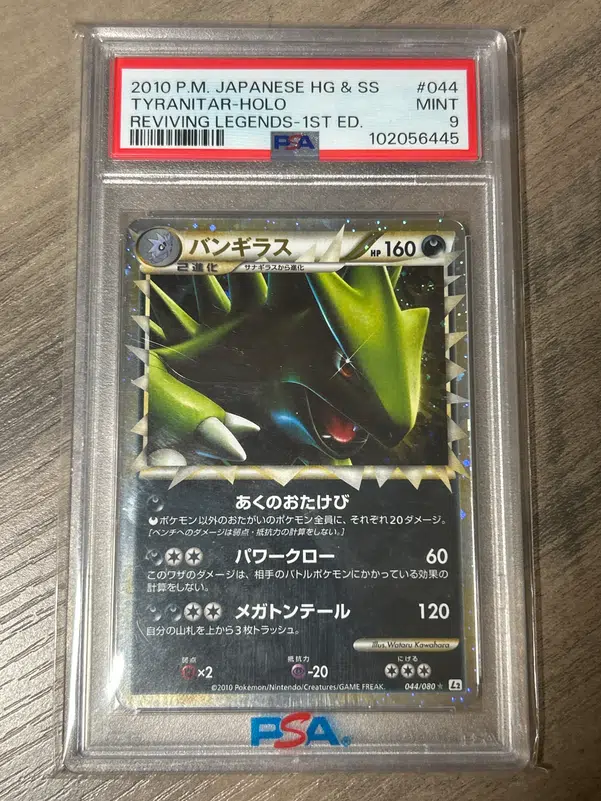 2010 P.M. JAPANESE HG & SS #044
TYRANITAR-HOLO MINT
REVIVING LEGENDS-1ST ED. 9
PSA 102056445
バンギラス HP 160
2進化 サナギラスから進化
あくのおたけび
ポケモン以外のおたがいのポケモン全員に、それぞれ20ダメージ。
[ベンチへのダメージは弱点・抵抗力の計算をしない。]
パワークロー 60
このワザのダメージは、相手のバトルポケモンにかかっている効果の
計算をしない。
メガトンテール 120
自分の山札を上から3枚トラッシュ。
Illus. Wataru Kawahara
弱点 ×2 抵抗力 -20 にげる
©2010 Pokémon/Nintendo/Creatures/GAME FREAK. 044/080 ★ L2
PSA®